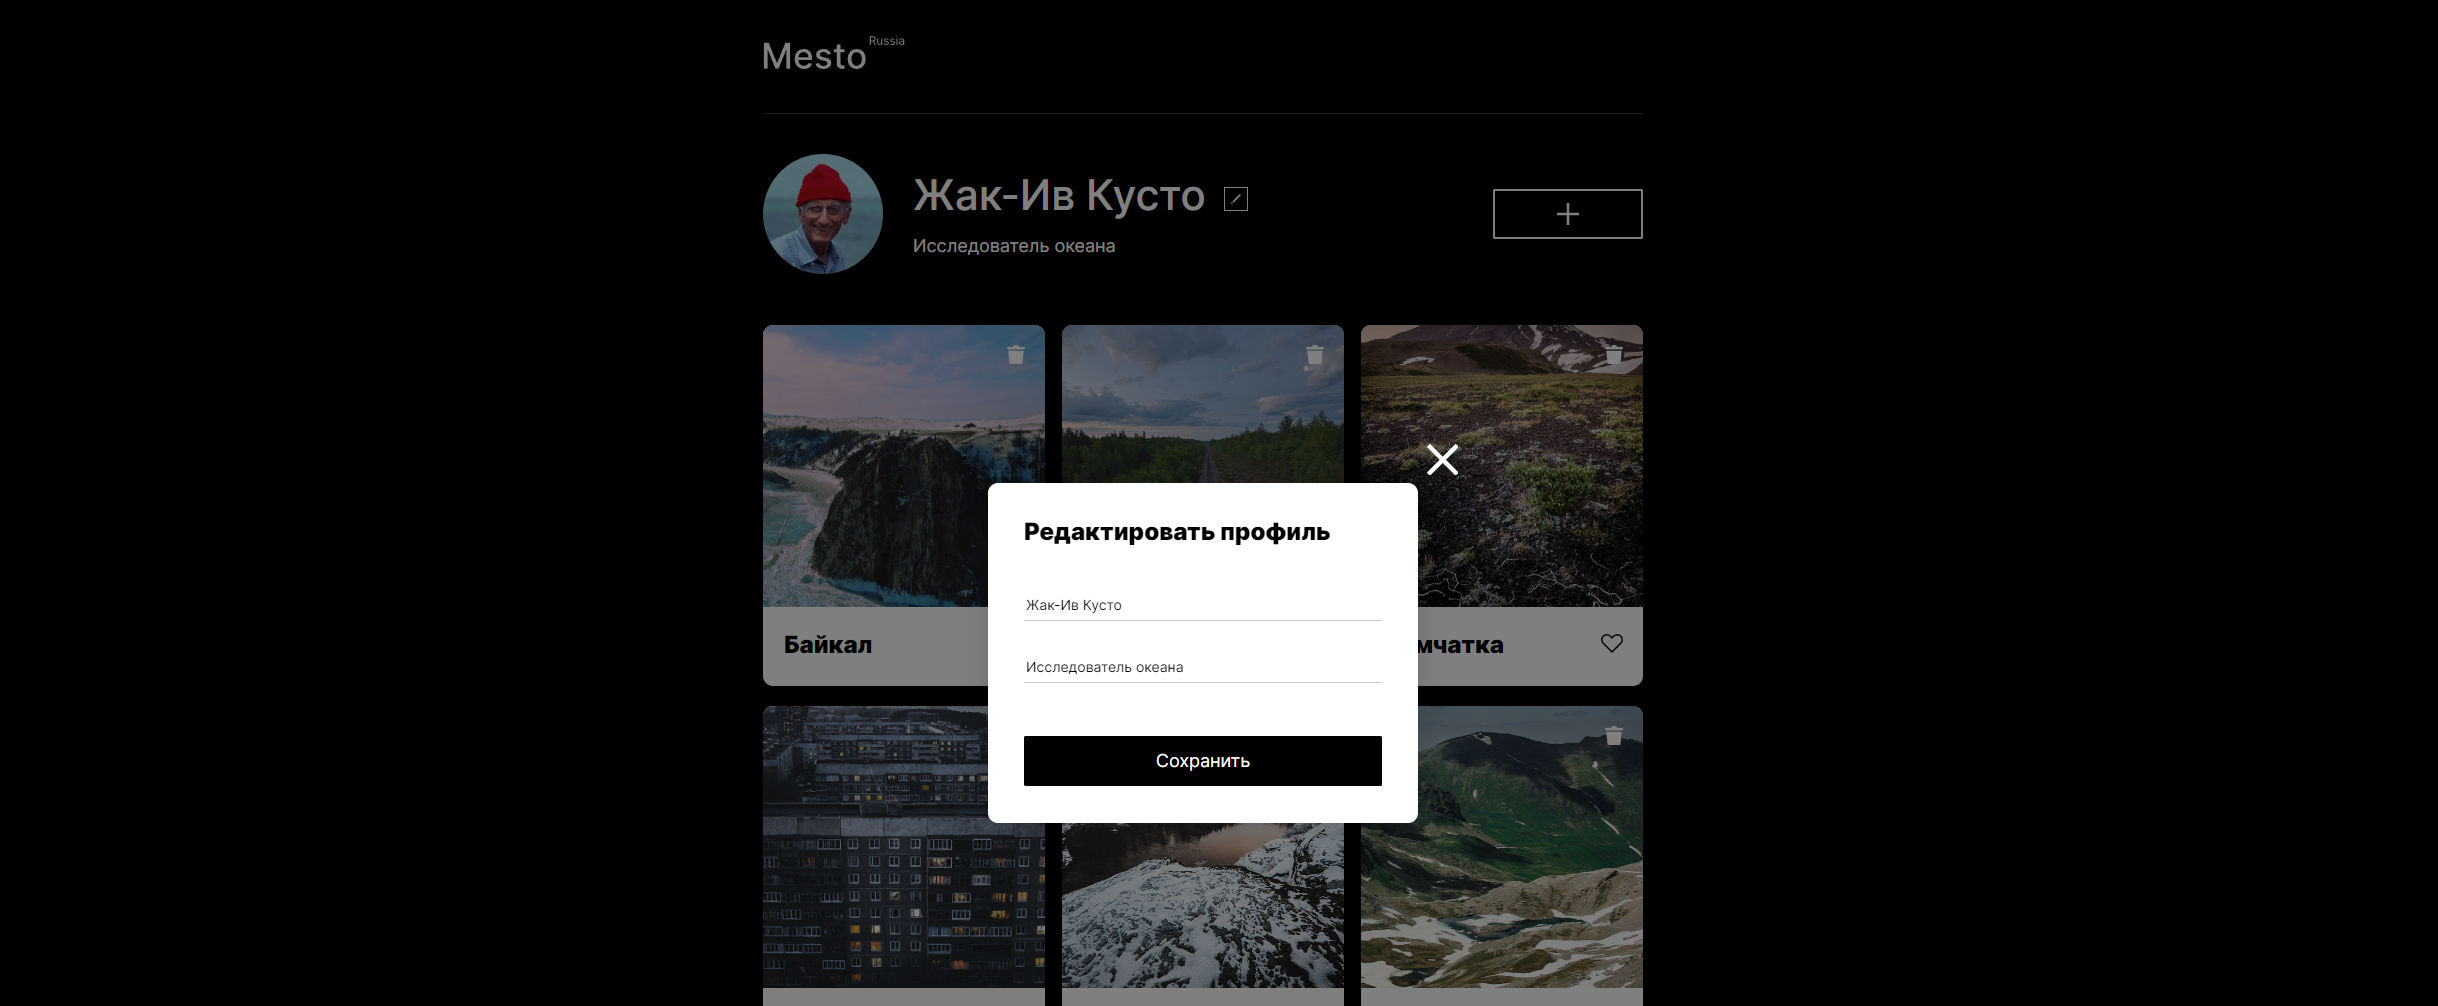 Mesto Russia
Жак-Ив Кусто
Исследователь океана
Редактировать профиль
Жак-Ив Кусто
Исследователь океана
Сохранить
Байкал
мчатка